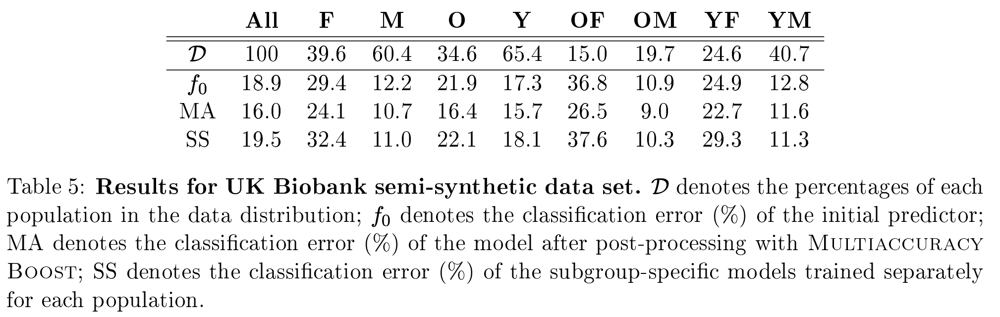 All F M O Y OF OM YF YM
𝒟 100 39.6 60.4 34.6 65.4 15.0 19.7 24.6 40.7
f₀ 18.9 29.4 12.2 21.9 17.3 36.8 10.9 24.9 12.8
MA 16.0 24.1 10.7 16.4 15.7 26.5 9.0 22.7 11.6
SS 19.5 32.4 11.0 22.1 18.1 37.6 10.3 29.3 11.3
Table 5: Results for UK Biobank semi-synthetic data set. 𝒟 denotes the percentages of each
population in the data distribution; f₀ denotes the classification error (%) of the initial predictor;
MA denotes the classification error (%) of the model after post-processing with MULTIACCURACY
BOOST; SS denotes the classification error (%) of the subgroup-specific models trained separately
for each population.